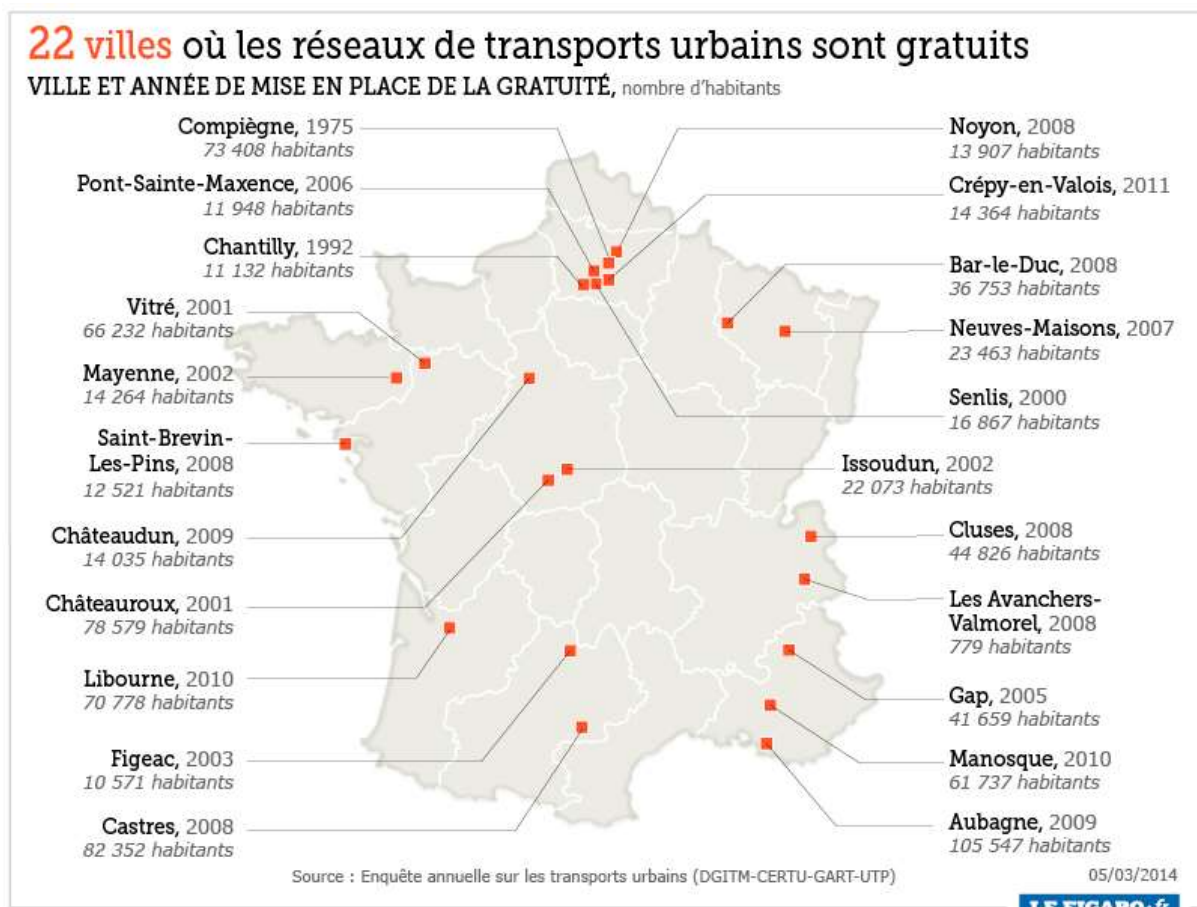 22 villes où les réseaux de transports urbains sont gratuits
VILLE ET ANNÉE DE MISE EN PLACE DE LA GRATUITÉ, nombre d'habitants
Compiègne, 1975
73 408 habitants
Pont-Sainte-Maxence, 2006
11 948 habitants
Chantilly, 1992
11 132 habitants
Vitré, 2001
66 232 habitants
Mayenne, 2002
14 264 habitants
Saint-Brevin-
Les-Pins, 2008
12 521 habitants
Châteaudun, 2009
14 035 habitants
Châteauroux, 2001
78 579 habitants
Libourne, 2010
70 778 habitants
Figeac, 2003
10 571 habitants
Castres, 2008
82 352 habitants
Noyon, 2008
13 907 habitants
Crépy-en-Valois, 2011
14 364 habitants
Bar-le-Duc, 2008
36 753 habitants
Neuves-Maisons, 2007
23 463 habitants
Senlis, 2000
16 867 habitants
Issoudun, 2002
22 073 habitants
Cluses, 2008
44 826 habitants
Les Avanchers-
Valmorel, 2008
779 habitants
Gap, 2005
41 659 habitants
Manosque, 2010
61 737 habitants
Aubagne, 2009
105 547 habitants
Source : Enquête annuelle sur les transports urbains (DGITM-CERTU-GART-UTP)
05/03/2014
LE FIGARO·fr